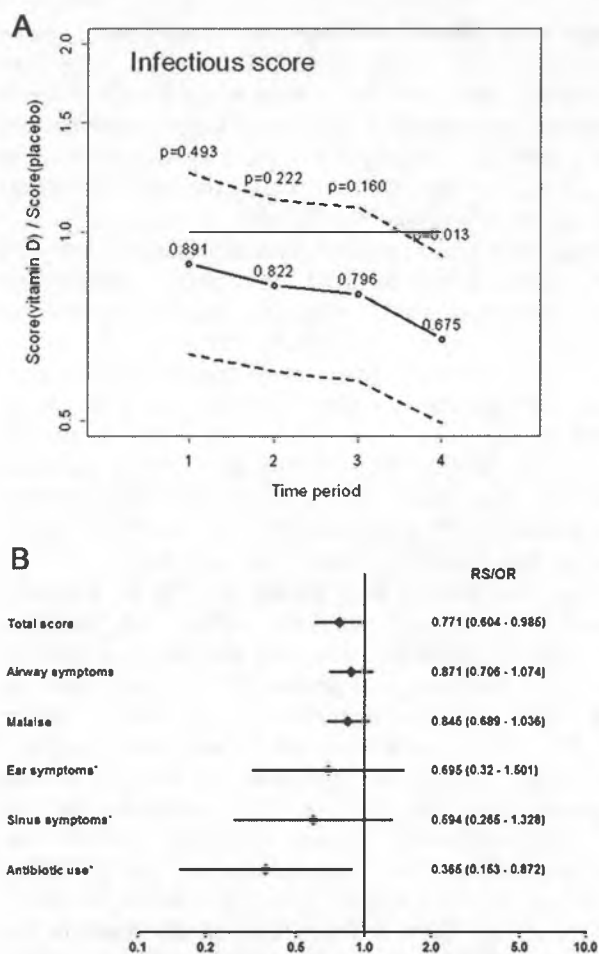 A
Infectious score
Score(vitamin D) / Score(placebo)
2.0
1.5
1.0
0.5
p=0.493
p=0.222
p=0.160
p=0.013
0.891
0.822
0.796
0.675
1 2 3 4
Time period
B
RS/OR
Total score 0.771 (0.604 - 0.985)
Airway symptoms 0.871 (0.706 - 1.074)
Malaise 0.845 (0.689 - 1.036)
Ear symptoms* 0.695 (0.32 - 1.501)
Sinus symptoms* 0.594 (0.265 - 1.328)
Antibiotic use* 0.365 (0.153 - 0.872)
0.1 0.2 0.5 1.0 2.0 5.0 10.0